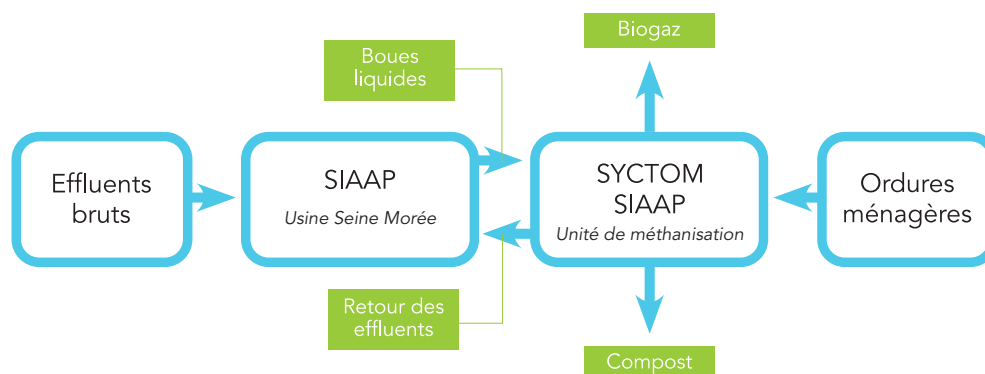 Biogaz
Boues
liquides
Effluents
bruts
SIAAP
Usine Seine Morée
SYCTOM
SIAAP
Unité de méthanisation
Ordures
ménagères
Retour des
effluents
Compost